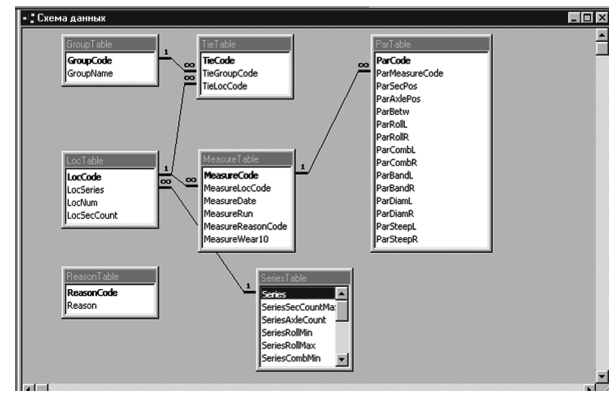 Схема данных
GroupTable
GroupCode
GroupName
TieTable
TieCode
TieGroupCode
TieLocCode
ParTable
ParCode
ParMeasureCode
ParSecPos
ParAxlePos
ParBetw
ParRollL
ParRollR
ParCombL
ParCombR
ParBandL
ParBandR
ParDiamL
ParDiamR
ParSteepL
ParSteepR
LocTable
LocCode
LocSeries
LocNum
LocSecCount
MeasureTable
MeasureCode
MeasureLocCode
MeasureDate
MeasureRun
MeasureReasonCode
MeasureWear10
ReasonTable
ReasonCode
Reason
SeriesTable
Series
SeriesSecCountMa
SeriesAxleCount
SeriesRollMin
SeriesRollMax
SeriesCombMin
1
∞
∞
1
∞
∞
1
∞
1